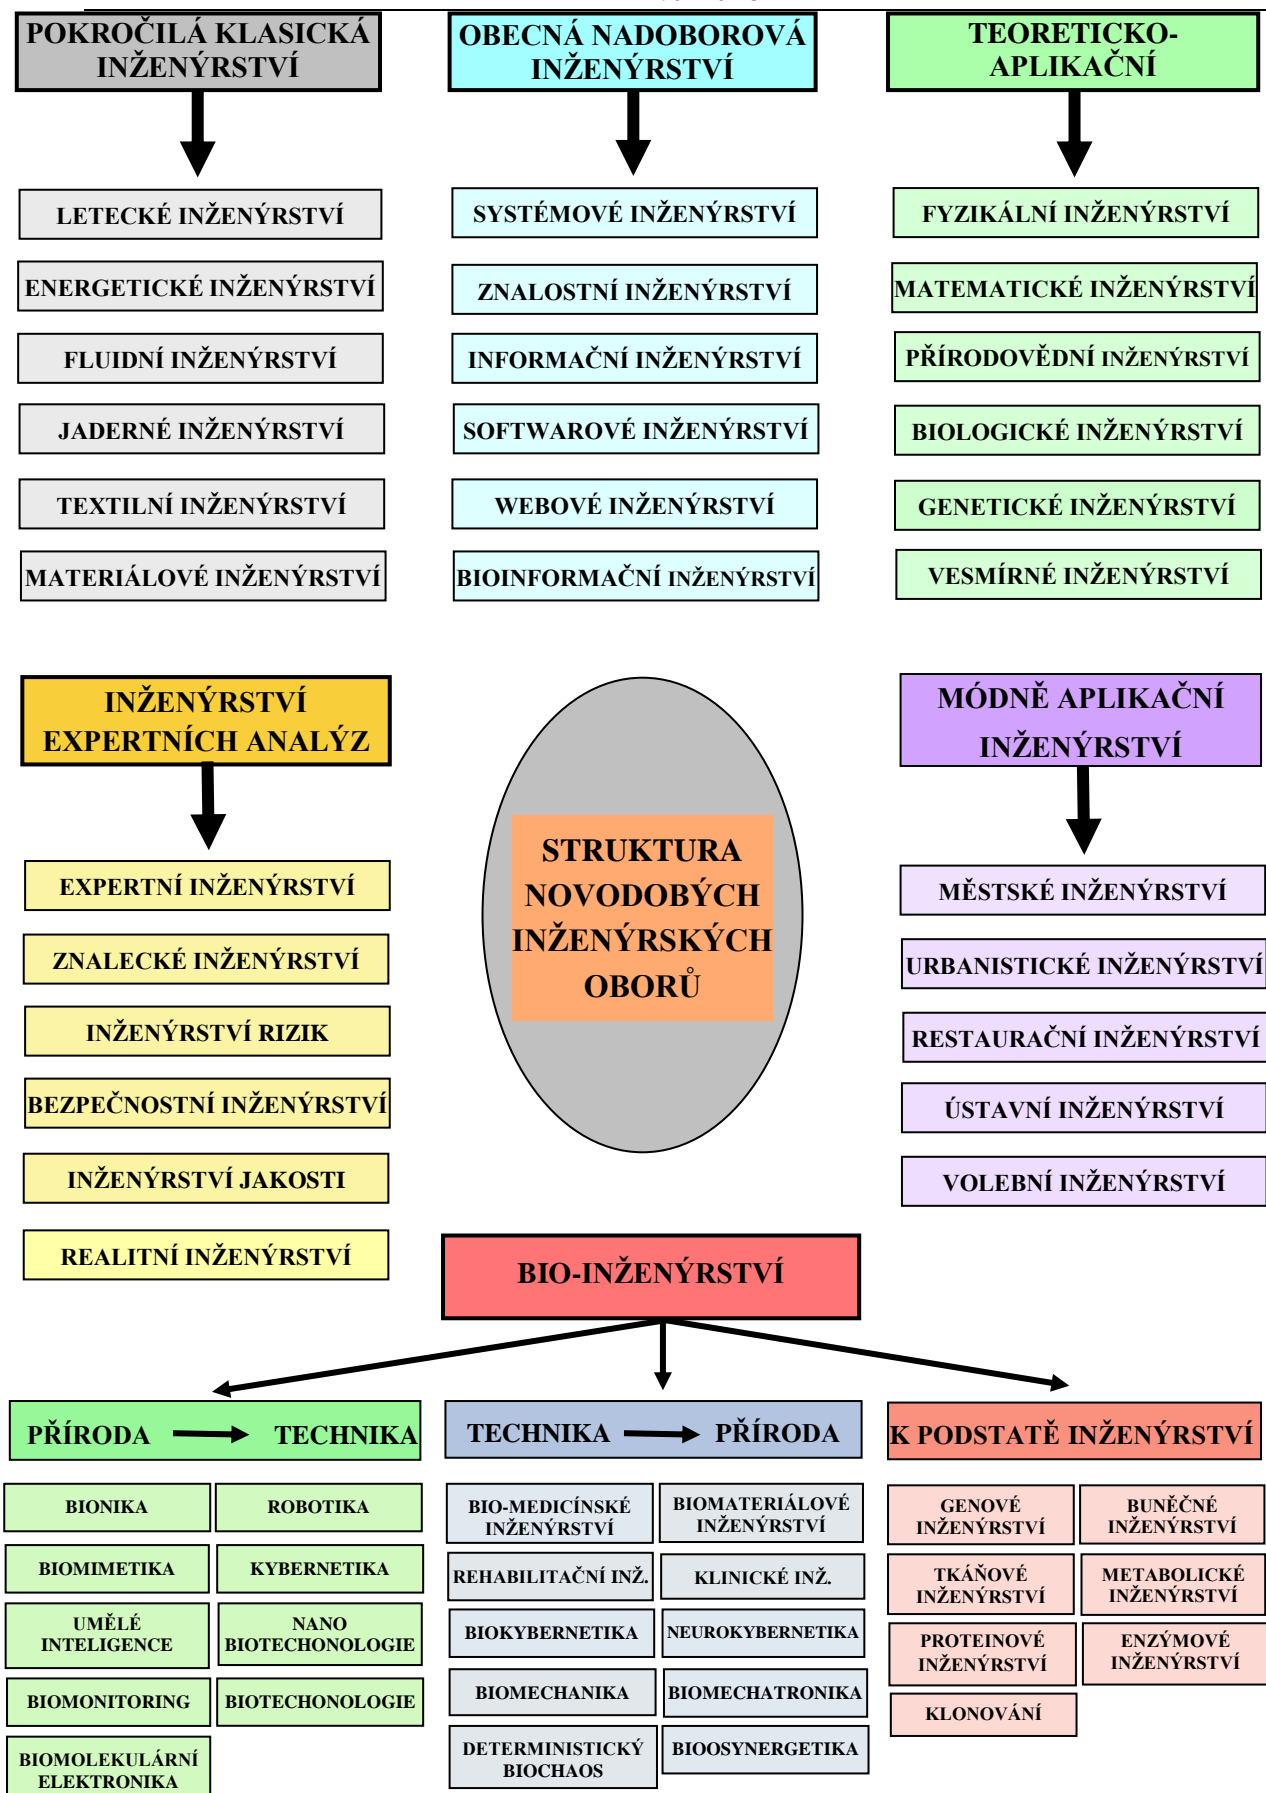 POKROČILÁ KLASICKÁ
INŽENÝRSTVÍ
OBECNÁ NADOBOROVÁ
INŽENÝRSTVÍ
TEORETICKO-
APLIKAČNÍ
LETECKÉ INŽENÝRSTVÍ
ENERGETICKÉ INŽENÝRSTVÍ
FLUIDNÍ INŽENÝRSTVÍ
JADERNÉ INŽENÝRSTVÍ
TEXTILNÍ INŽENÝRSTVÍ
MATERIÁLOVÉ INŽENÝRSTVÍ
SYSTÉMOVÉ INŽENÝRSTVÍ
ZNALOSTNÍ INŽENÝRSTVÍ
INFORMAČNÍ INŽENÝRSTVÍ
SOFTWAROVÉ INŽENÝRSTVÍ
WEBOVÉ INŽENÝRSTVÍ
BIOINFORMAČNÍ INŽENÝRSTVÍ
FYZIKÁLNÍ INŽENÝRSTVÍ
MATEMATICKÉ INŽENÝRSTVÍ
PŘÍRODOVĚDNÍ INŽENÝRSTVÍ
BIOLOGICKÉ INŽENÝRSTVÍ
GENETICKÉ INŽENÝRSTVÍ
VESMÍRNÉ INŽENÝRSTVÍ
INŽENÝRSTVÍ
EXPERTNÍCH ANALÝZ
EXPERTNÍ INŽENÝRSTVÍ
ZNALECKÉ INŽENÝRSTVÍ
INŽENÝRSTVÍ RIZIK
BEZPEČNOSTNÍ INŽENÝRSTVÍ
INŽENÝRSTVÍ JAKOSTI
REALITNÍ INŽENÝRSTVÍ
STRUKTURA
NOVODOBÝCH
INŽENÝRSKÝCH
OBORŮ
MÓDNĚ APLIKAČNÍ
INŽENÝRSTVÍ
MĚSTSKÉ INŽENÝRSTVÍ
URBANISTICKÉ INŽENÝRSTVÍ
RESTAURAČNÍ INŽENÝRSTVÍ
ÚSTAVNÍ INŽENÝRSTVÍ
VOLEBNÍ INŽENÝRSTVÍ
BIO-INŽENÝRSTVÍ
PŘÍRODA TECHNIKA
BIONIKA
ROBOTIKA
BIOMIMETIKA
KYBERNETIKA
UMĚLÉ
INTELIGENCE
NANO
BIOTECHONOLOGIE
BIOMONITORING
BIOTECHONOLOGIE
BIOMOLEKULÁRNÍ
ELEKTRONIKA
TECHNIKA PŘÍRODA
BIO-MEDICÍNSKÉ
INŽENÝRSTVÍ
BIOMATERIÁLOVÉ
INŽENÝRSTVÍ
REHABILITAČNÍ INŽ.
KLINICKÉ INŽ.
BIOKYBERNETIKA
NEUROKYBERNETIKA
BIOMECHANIKA
BIOMECHATRONIKA
DETERMINISTICKÝ
BIOCHAOS
BIOOSYNERGETIKA
K PODSTATĚ INŽENÝRSTVÍ
GENOVÉ
INŽENÝRSTVÍ
BUNĚČNÉ
INŽENÝRSTVÍ
TKÁŇOVÉ
INŽENÝRSTVÍ
METABOLICKÉ
INŽENÝRSTVÍ
PROTEINOVÉ
INŽENÝRSTVÍ
ENZÝMOVÉ
INŽENÝRSTVÍ
KLONOVÁNÍ